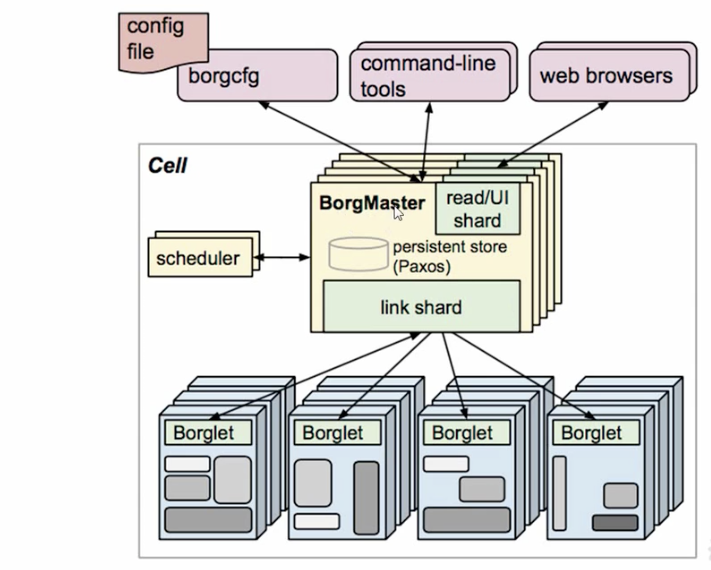 config
file
borgcfg
command-line
tools
web browsers
Cell
BorgMaster
read/UI
shard
persistent store
(Paxos)
scheduler
link shard
Borglet
Borglet
Borglet
Borglet